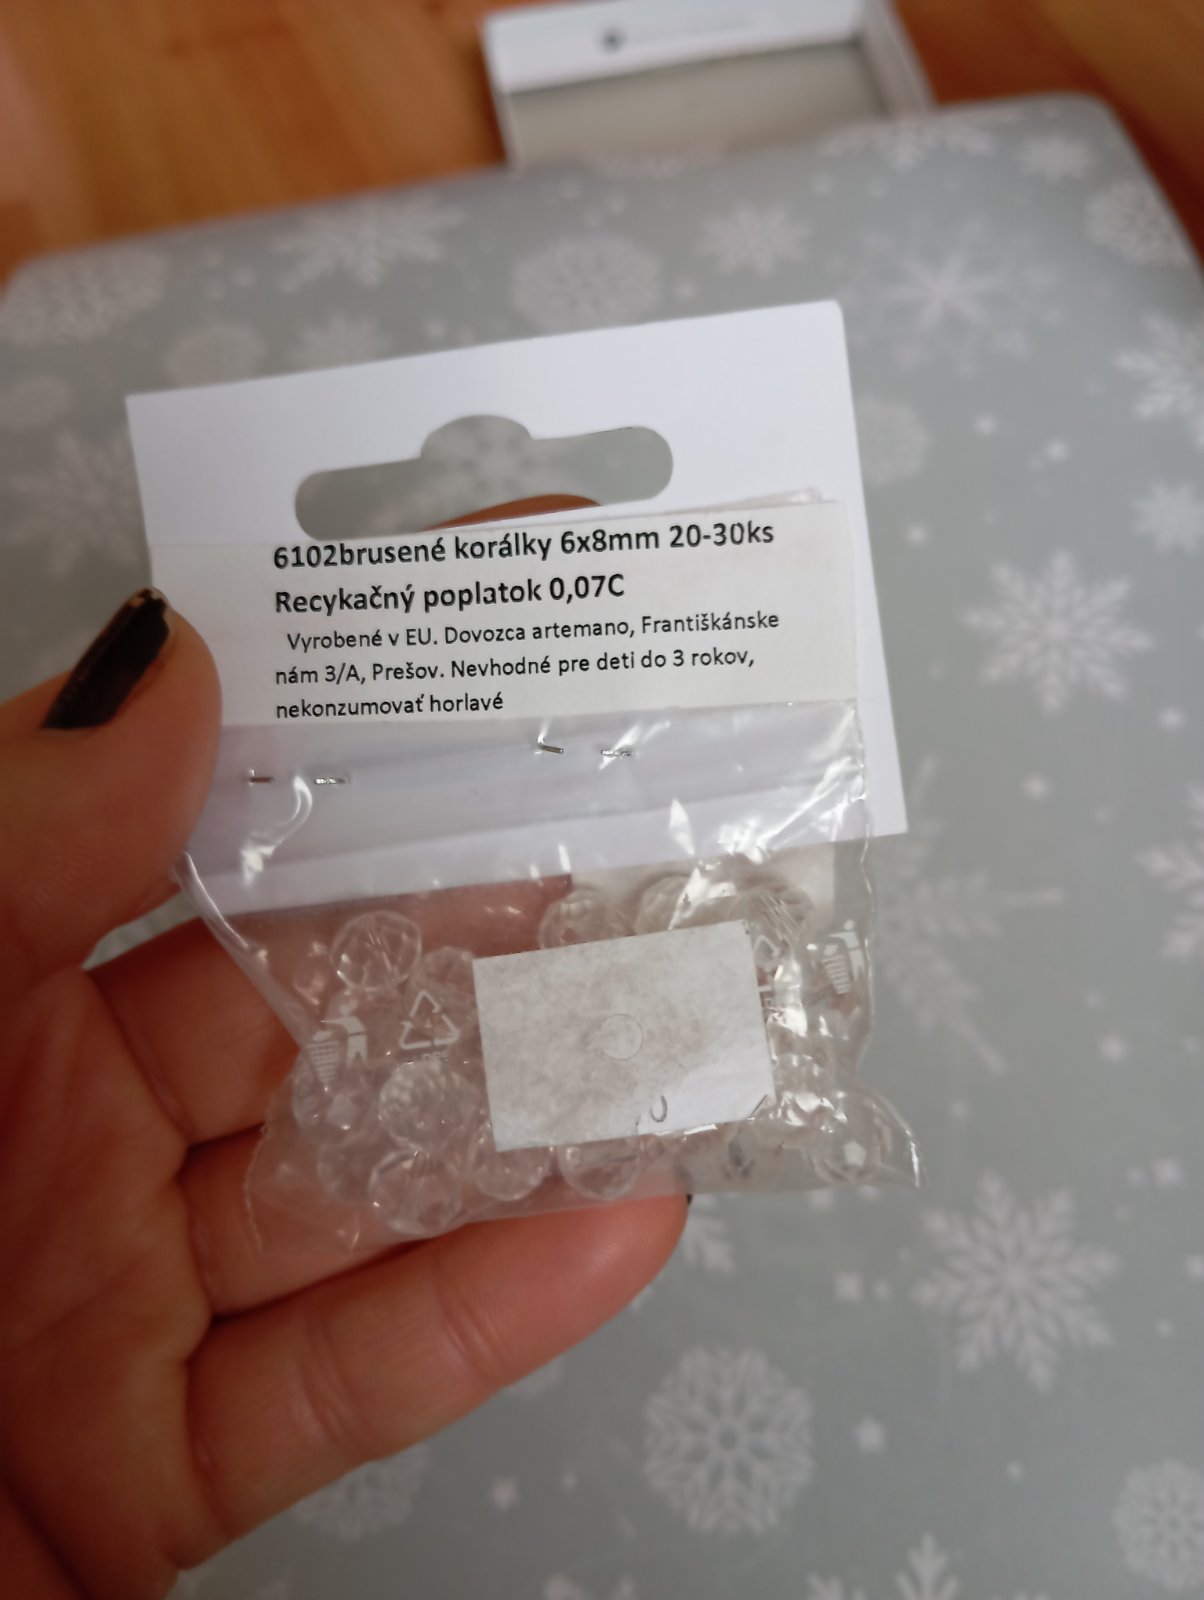 6102brusené korálky 6x8mm 20-30ks
Recykačný poplatok 0,07C
Vyrobené v EU. Dovozca artemano, Františkánske
nám 3/A, Prešov. Nevhodné pre deti do 3 rokov,
nekonzumovať horlavé